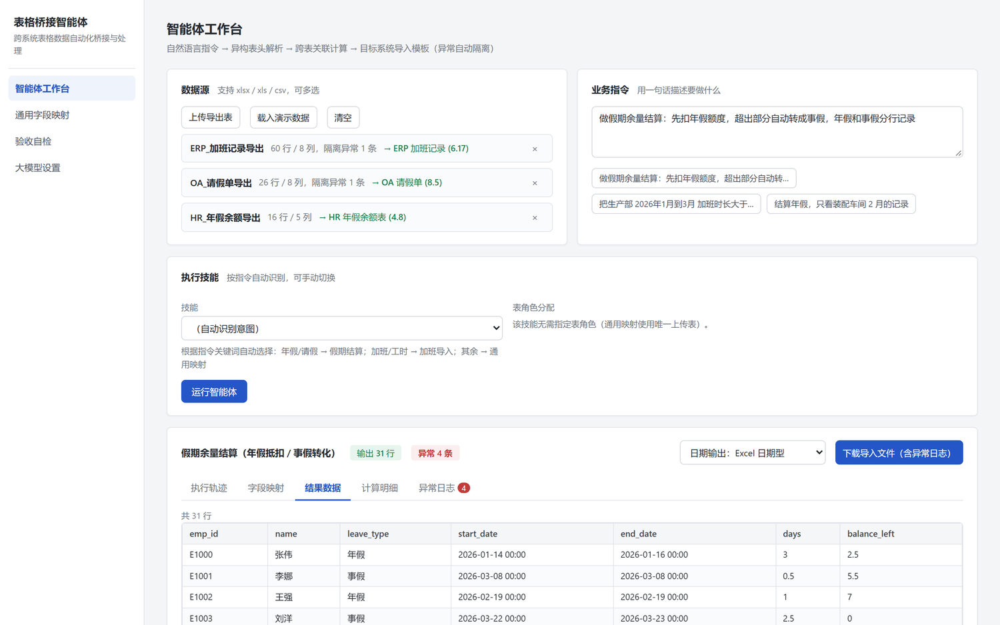 表格桥接智能体
跨系统表格数据自动化桥接与处
理
智能体工作台
通用字段映射
验收自检
大模型设置
智能体工作台
自然语言指令 → 异构表头解析 → 跨表关联计算 → 目标系统导入模板（异常自动隔离）
数据源 支持 xlsx / xls / csv，可多选
上传导出表 载入演示数据 清空
ERP_加班记录导出 60 行 / 8 列，隔离异常 1 条 → ERP 加班记录 (6.17) ×
OA_请假单导出 26 行 / 8 列，隔离异常 1 条 → OA 请假单 (8.5) ×
HR_年假余额导出 16 行 / 5 列 → HR 年假余额表 (4.8) ×
业务指令 用一句话描述要做什么
做假期余量结算：先扣年假额度，超出部分自动转成事假，年假和事假分行记录
做假期余量结算：先扣年假额度，超出部分自动转...
把生产部 2026年1月到3月 加班时长大于... 结算年假，只看装配车间 2 月的记录
执行技能 按指令自动识别，可手动切换
技能
（自动识别意图）
根据指令关键词自动选择：年假/请假 → 假期结算；加班/工时 → 加班导入；其余 → 通
用映射
表角色分配
该技能无需指定表角色（通用映射使用唯一上传表）。
运行智能体
假期余量结算（年假抵扣 / 事假转化） 输出 31 行 异常 4 条 日期输出：Excel 日期型 下载导入文件（含异常日志）
执行轨迹 字段映射 结果数据 计算明细 异常日志 4
共 31 行
emp_id name leave_type start_date end_date days balance_left
E1000 张伟 年假 2026-01-14 00:00 2026-01-16 00:00 3 2.5
E1001 李娜 事假 2026-03-08 00:00 2026-03-08 00:00 0.5 5.5
E1002 王强 年假 2026-02-19 00:00 2026-02-19 00:00 1 7
E1003 刘洋 事假 2026-03-22 00:00 2026-03-23 00:00 2.5 0